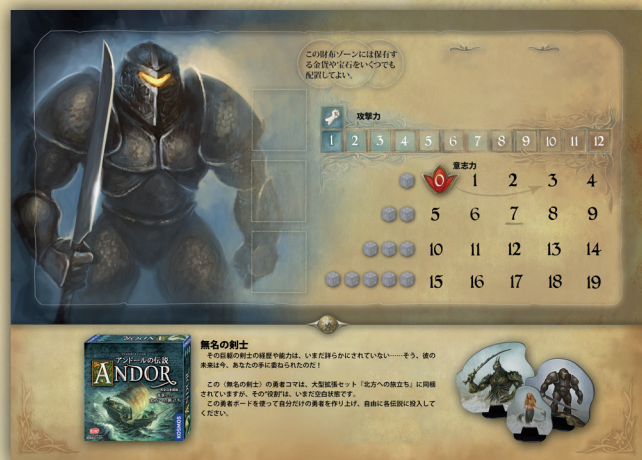 この財布ゾーンには保有す
る金貨や宝石をいくつでも
配置してよい。
攻撃力
1 2 3 4 5 6 7 8 9 10 11 12
意志力
0 1 2 3 4
5 6 7 8 9
10 11 12 13 14
15 16 17 18 19
アンドールの伝説
ANDOR
KOSMOS
無名の剣士
その巨躯の剣士の経歴や能力は、いまだ詳らかにされていない……そう、彼の
未来は今、あなたの手に委ねられたのだ！
この〈無名の剣士〉の勇者コマは、大型拡張セット『北方への旅立ち』に同梱
されていますが、その“役割”は、いまだ空白状態です。
この勇者ボードを使って自分だけの勇者を作り上げ、自由に各伝説に投入して
ください。